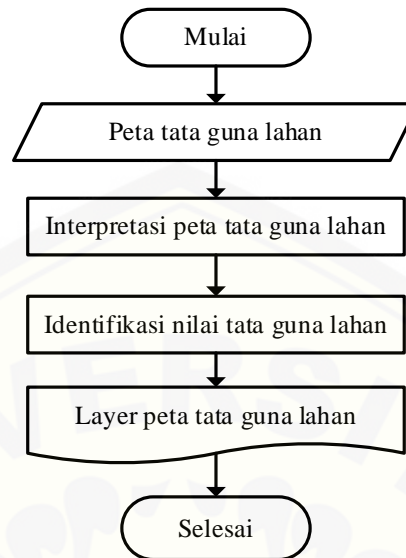 Mulai
Peta tata guna lahan
Interpretasi peta tata guna lahan
Identifikasi nilai tata guna lahan
Layer peta tata guna lahan
Selesai